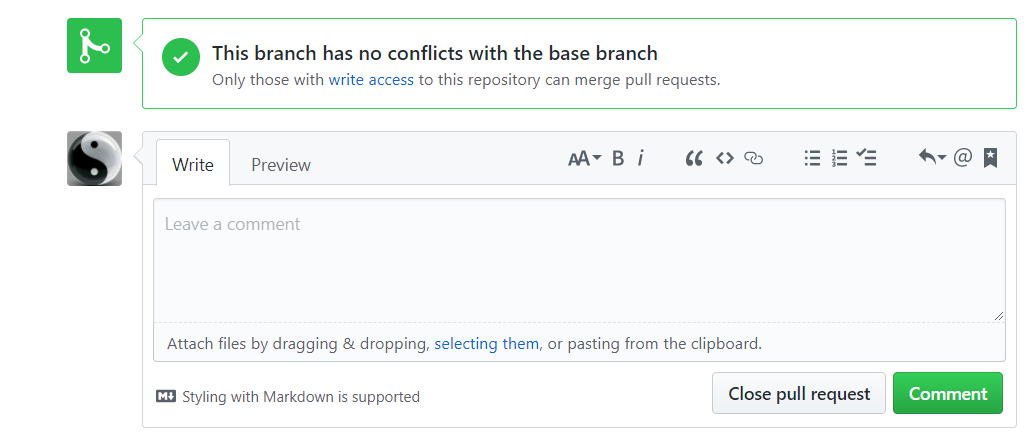 This branch has no conflicts with the base branch
Only those with write access to this repository can merge pull requests.
Write Preview AA B i @
Leave a comment
Attach files by dragging & dropping, selecting them, or pasting from the clipboard.
M Styling with Markdown is supported Close pull request Comment